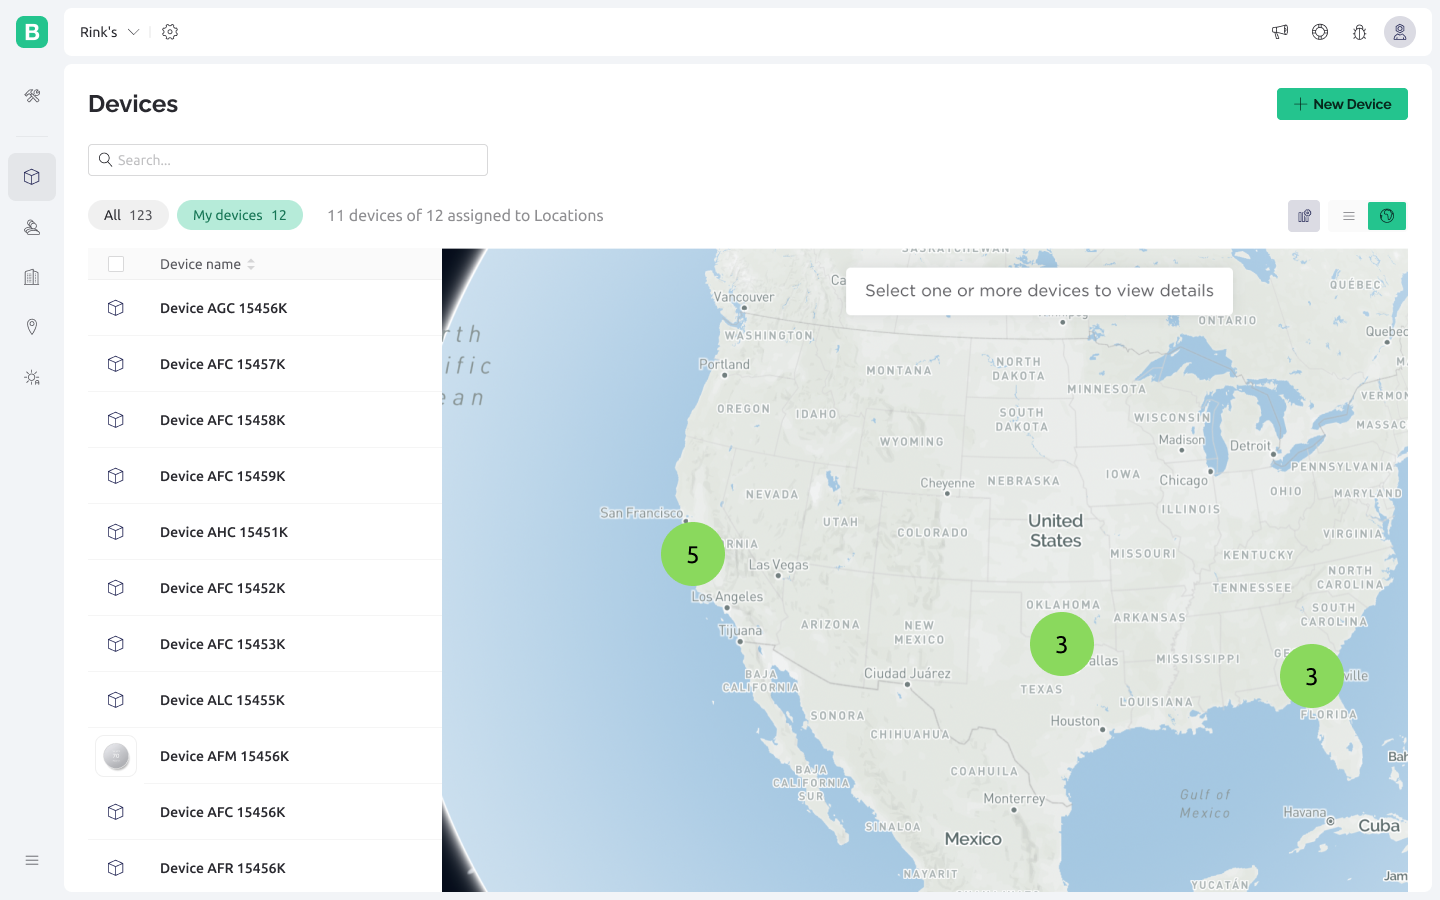 B
Rink's
Devices
New Device
Search...
All 123
My devices 12
11 devices of 12 assigned to Locations
Device name
Device AGC 15456K
Device AFC 15457K
Device AFC 15458K
Device AFC 15459K
Device AHC 15451K
Device AFC 15452K
Device AFC 15453K
Device ALC 15455K
Device AFM 15456K
Device AFC 15456K
Device AFR 15456K
Select one or more devices to view details
SASKATCHEWAN
Ca
Vancouver
Winnipeg
QUÉBEC
ONTARIO
Quebec
WASHINGTON
rth
ific
ean
Portland
MONTANA
NORTH
DAKOTA
MINNESOTA
M
VERMON
OREGON
IDAHO
SOUTH
DAKOTA
WISCONSIN
MASSAC
WYOMING
Madison
Detroit
Cheyenne
NEBRASKA
IOWA
Chicago
PENNSYLVANIA
NEVADA
OHIO
MARYLAND
San Francisco
UTAH
COLORADO
United
States
ILLINOIS
VIRGINIA
5
RNIA
Las Vegas
MISSOURI
KENTUCKY
TENNESSEE
NORTH
CAROLINA
Los Angeles
OKLAHOMA
ARKANSAS
SOUTH
CAROLINA
Tijuana
ARIZONA
NEW
MEXICO
3
allas
MISSISSIPPI
GE
3
ville
BAJA
CALIFORNIA
Ciudad Juárez
TEXAS
LOUISIANA
FLORIDA
SONORA
CHIHUAHUA
Houston
BAJA
CALIFORNIA
SUR
COAHUILA
Bah
Monterrey
Gulf of
Mexico
Havana
Cuba
SINALOA
Mexico
NAYARIT
YUCATÁN
Jam